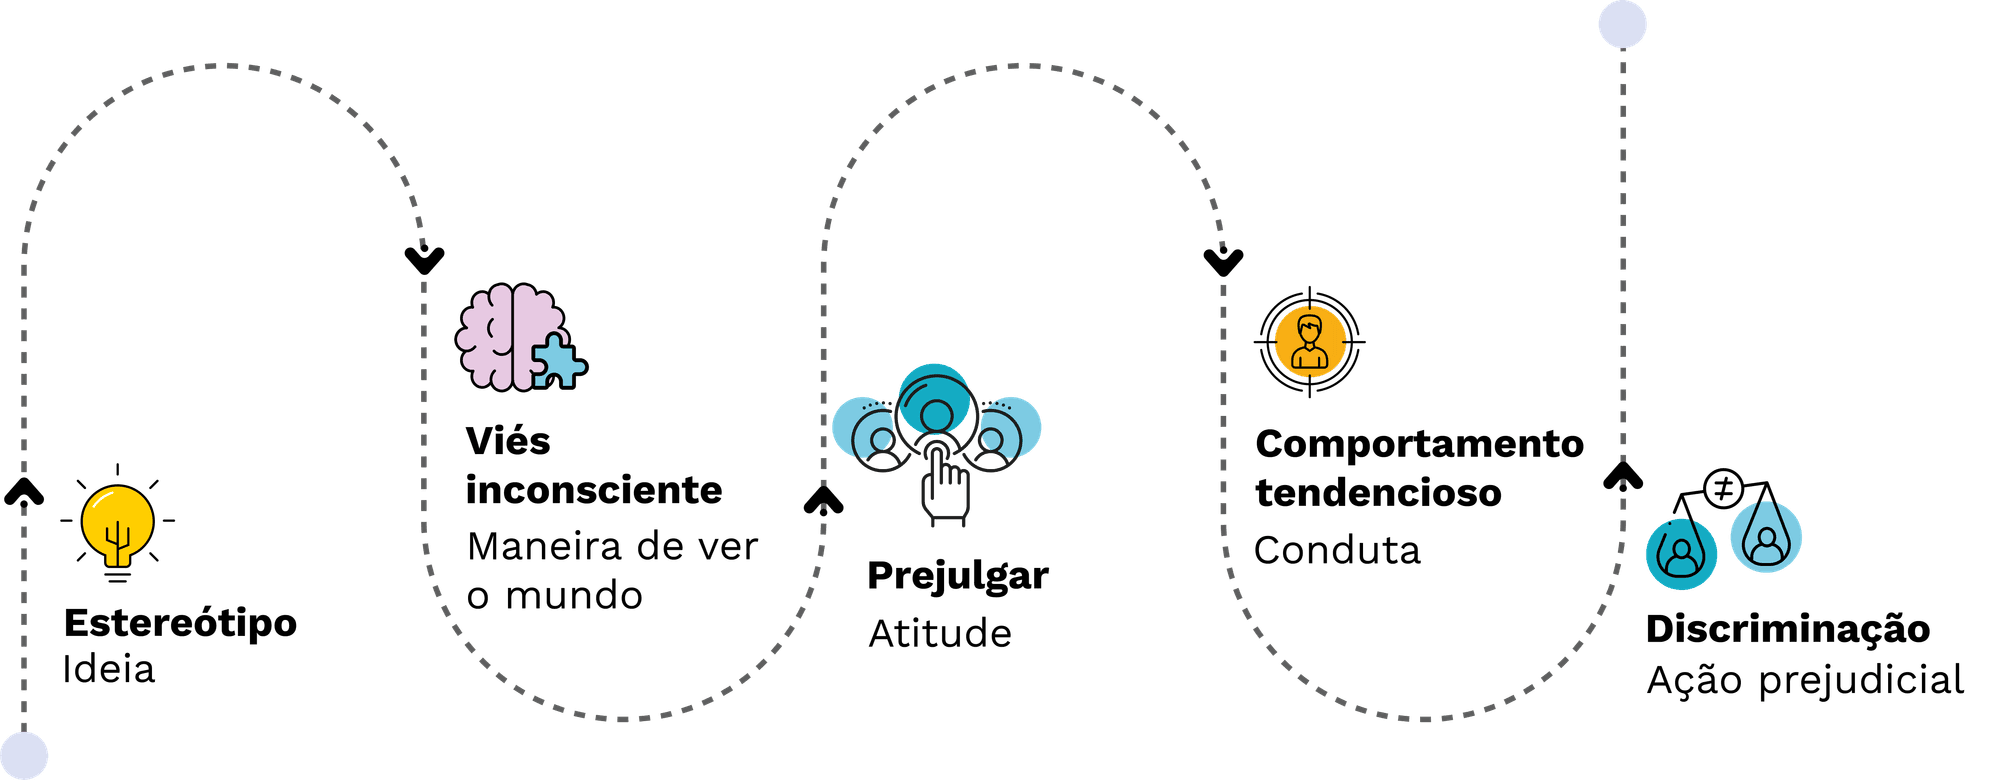 Estereótipo
Ideia
Viés
inconsciente
Maneira de ver
o mundo
Prejulgar
Atitude
Comportamento
tendencioso
Conduta
≠
Discriminação
Ação prejudicial